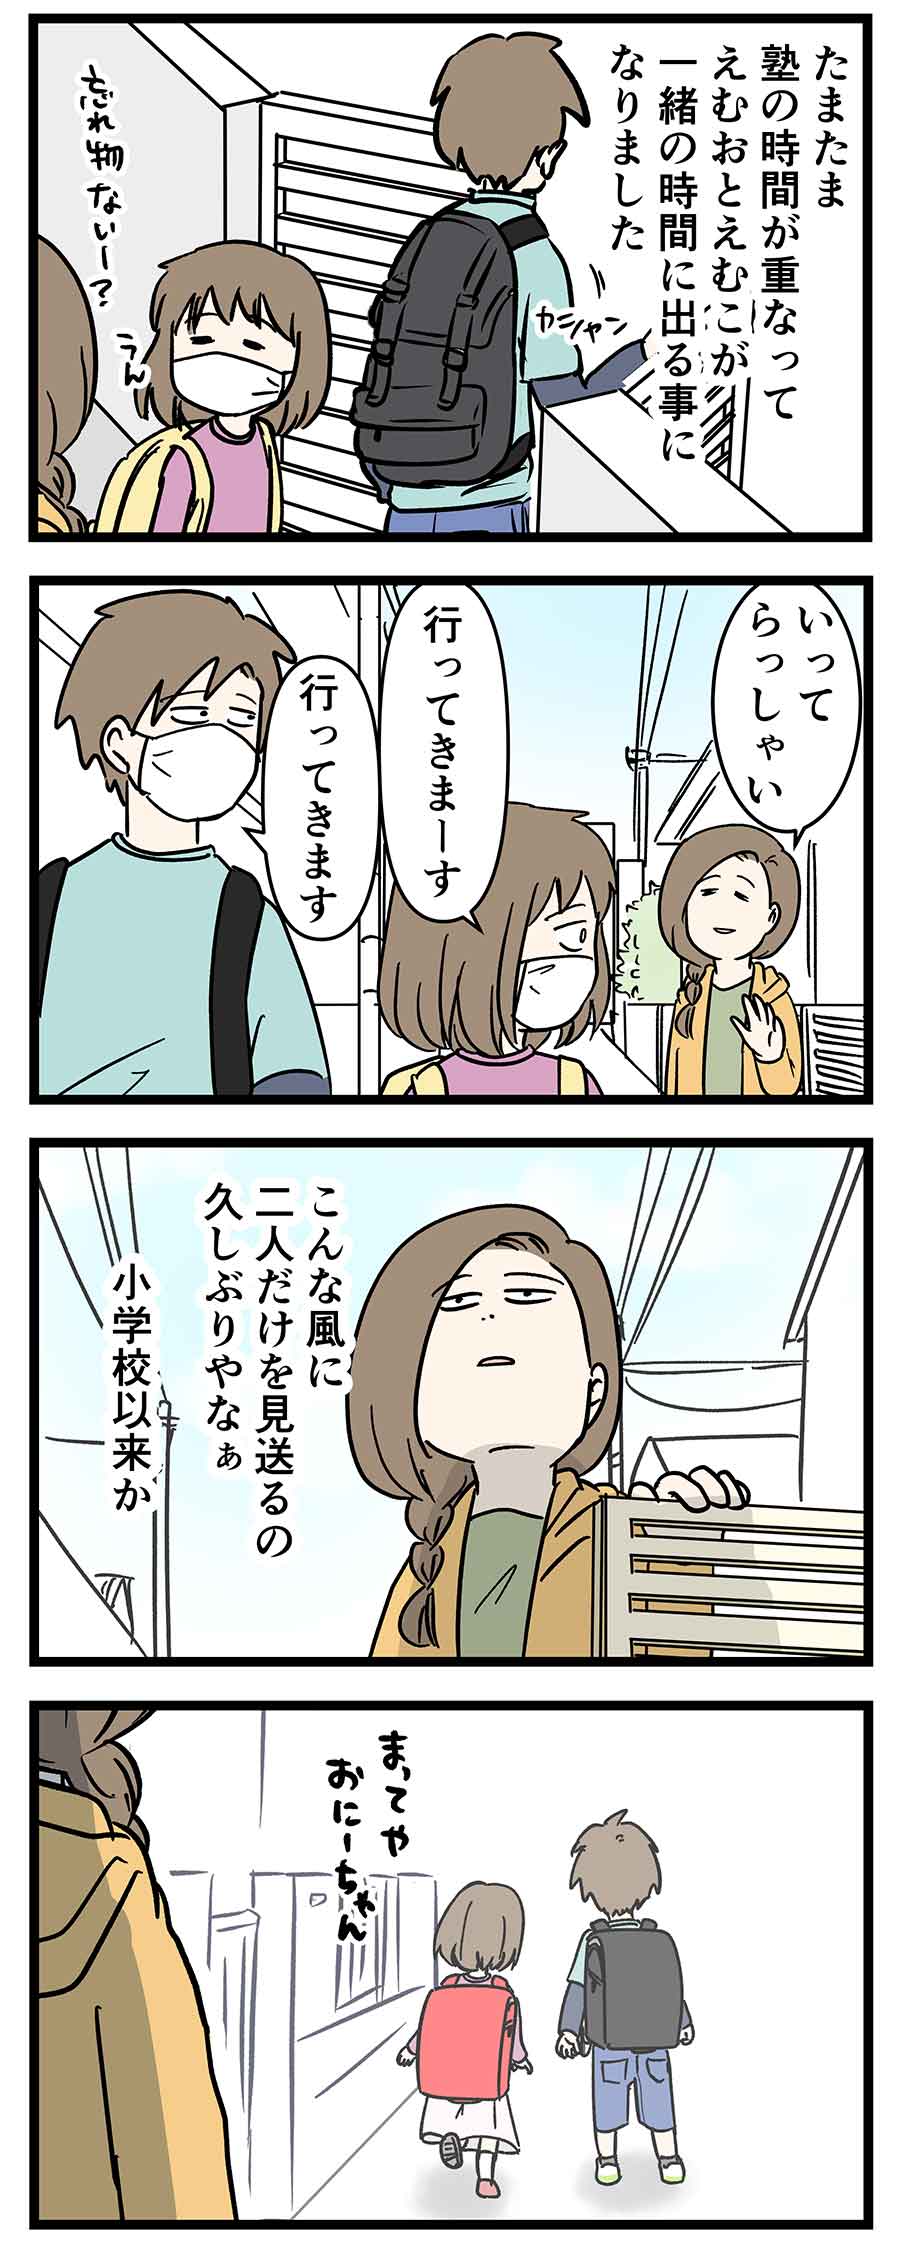 たまたま
塾の時間が重なって
えむおとえむこが
一緒の時間に出る事に
なりました
カシャン
忘れ物ないー?
うん
いって
らっしゃい
行ってきまーす
行ってきます
こんな風に
二人だけを見送るの
久しぶりやなぁ
小学校以来か
まってや
おにーちゃん